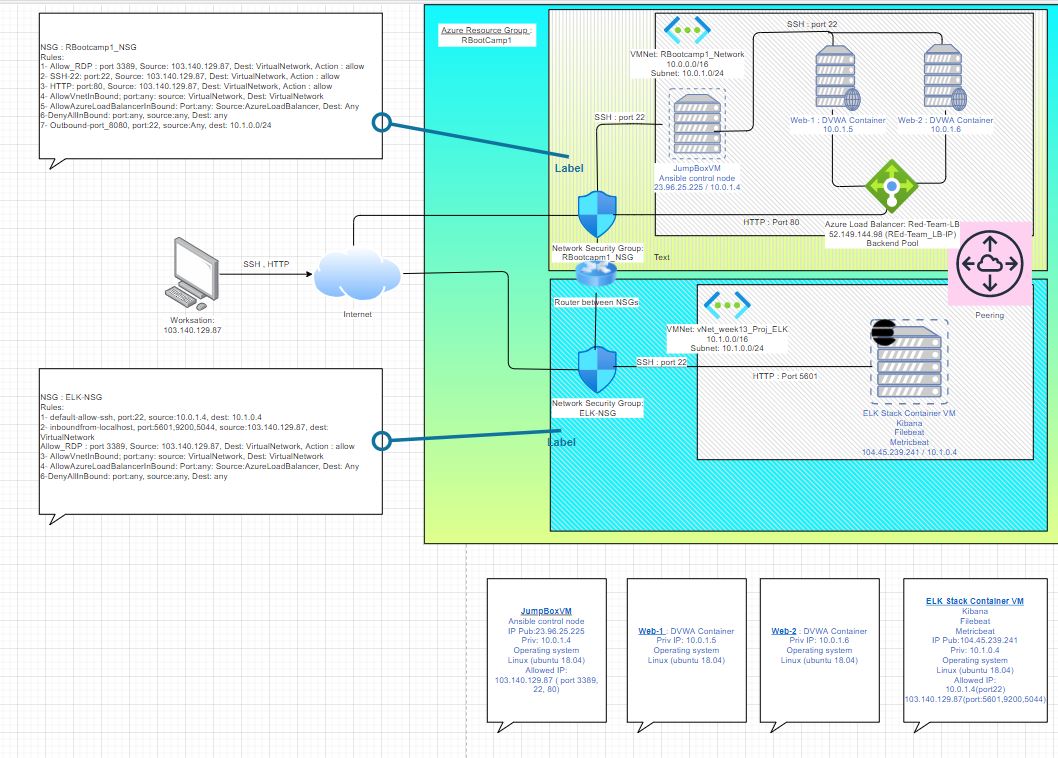 NSG : RBootcamp1_NSG
Rules:
1- Allow_RDP : port 3389, Source: 103.140.129.87, Dest: VirtualNetwork, Action : allow
2- SSH-22: port:22, Source: 103.140.129.87, Dest: VirtualNetwork, Action : allow
3- HTTP: port:80, Source: 103.140.129.87, Dest: VirtualNetwork, Action : allow
4- AllowVnetInBound; port:any: source: VirtualNetwork, Dest: VirtualNetwork
5- AllowAzureLoadBalancerInBound: Port:any: Source:AzureLoadBalancer, Dest: Any
6-DenyAllInBound: port:any, source:any, Dest: any
7- Outbound-port_8080, port:22, source:Any, dest: 10.1.0.0/24
Azure Resource Group :
RBootCamp1
SSH : port 22
VMNet: RBootcamp1_Network
10.0.0.0/16
Subnet: 10.0.1.0/24
SSH : port 22
Web-1 : DVWA Container
10.0.1.5
Web-2 : DVWA Container
10.0.1.6
Label
JumpBoxVM
Ansible control node
23.96.25.225 / 10.0.1.4
HTTP : Port 80
Azure Load Balancer: Red-Team-LB
52.149.144.98 (REd-Team_LB-IP)
Backend Pool
Network Security Group:
RBootcapm1_NSG
Text
SSH , HTTP
Internet
Worksation:
103.140.129.87
Router between NSGs
Peering
VMNet: vNet_week13_Proj_ELK
10.1.0.0/16
Subnet: 10.1.0.0/24
SSH : port 22
HTTP : Port 5601
Network Security Group:
ELK-NSG
ELK Stack Container VM
Kibana
Filebeat
Metricbeat
104.45.239.241 / 10.1.0.4
Label
NSG : ELK-NSG
Rules:
1- default-allow-ssh, port:22, source:10.0.1.4, dest: 10.1.0.4
2- inboundfrom-localhost, port:5601,9200,5044, source:103.140.129.87, dest:
VirtualNetwork
Allow_RDP : port 3389, Source: 103.140.129.87, Dest: VirtualNetwork, Action : allow
3- AllowVnetInBound; port:any: source: VirtualNetwork, Dest: VirtualNetwork
4- AllowAzureLoadBalancerInBound: Port:any: Source:AzureLoadBalancer, Dest: Any
6-DenyAllInBound: port:any, source:any, Dest: any
JumpBoxVM
Ansible control node
IP Pub:23.96.25.225
Priv: 10.0.1.4
Operating system
Linux (ubuntu 18.04)
Allowed IP:
103.140.129.87 ( port 3389,
22, 80)
Web-1 : DVWA Container
Priv IP: 10.0.1.5
Operating system
Linux (ubuntu 18.04)
Web-2 : DVWA Container
Priv IP: 10.0.1.6
Operating system
Linux (ubuntu 18.04)
ELK Stack Container VM
Kibana
Filebeat
Metricbeat
IP Pub:104.45.239.241
Priv: 10.1.0.4
Operating system
Linux (ubuntu 18.04)
Allowed IP:
10.0.1.4(port22)
103.140.129.87(port:5601,9200,5044)